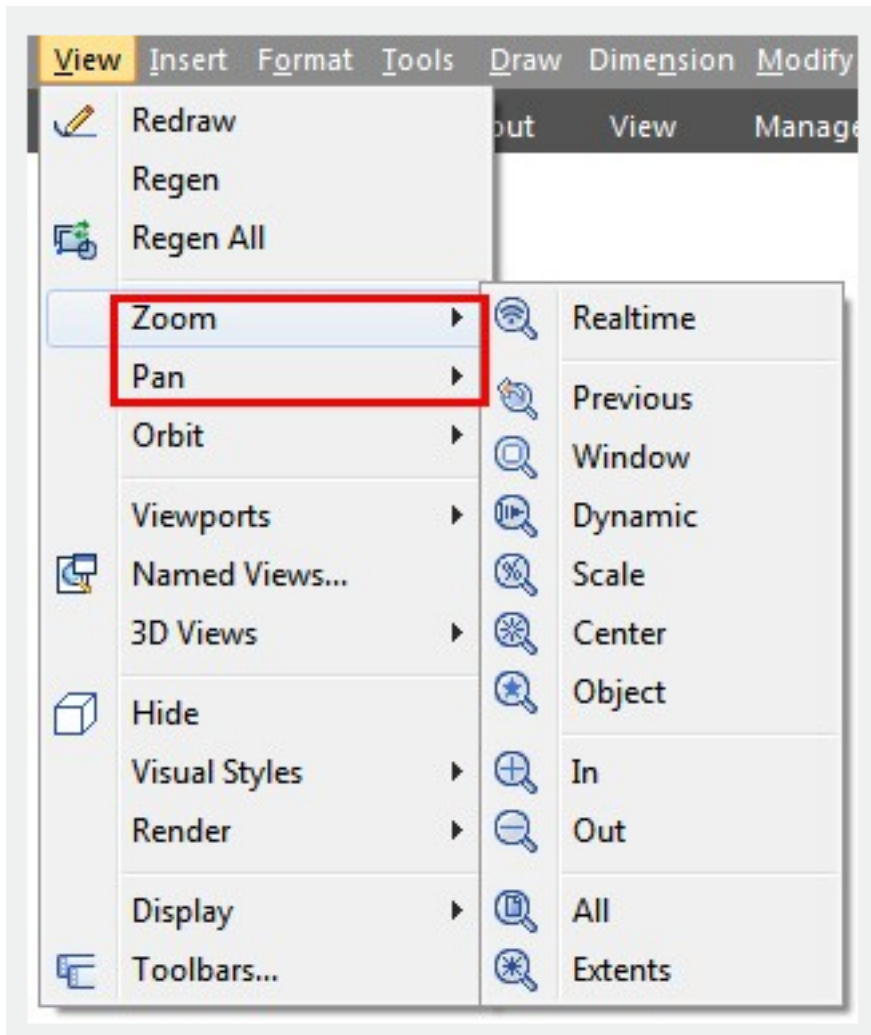 View Insert Format Tools Draw Dimension Modify
View Manage
Redraw
Regen
Regen All
Zoom
Pan
Orbit
Viewports
Named Views...
3D Views
Hide
Visual Styles
Render
Display
Toolbars...
Realtime
Previous
Window
Dynamic
Scale
Center
Object
In
Out
All
Extents